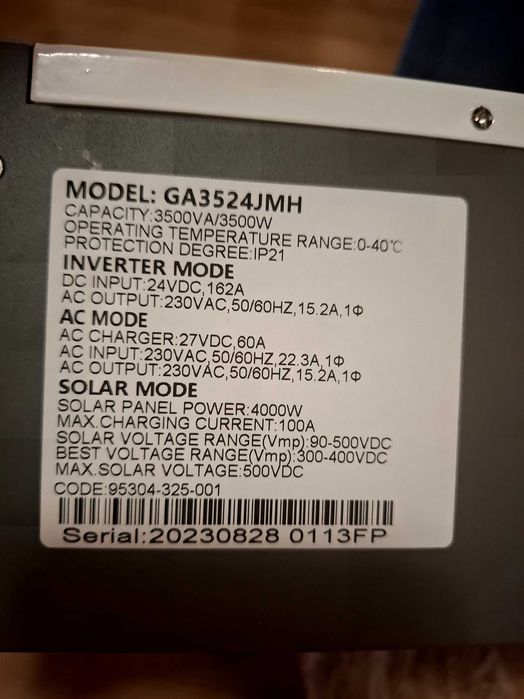 MODEL: GA3524JMH
CAPACITY:3500VA/3500W
OPERATING TEMPERATURE RANGE:0-40℃
PROTECTION DEGREE:IP21
INVERTER MODE
DC INPUT:24VDC,162A
AC OUTPUT:230VAC,50/60HZ,15.2A,1Φ
AC MODE
AC CHARGER:27VDC,60A
AC INPUT:230VAC,50/60HZ,22.3A,1Φ
AC OUTPUT:230VAC,50/60HZ,15.2A,1Φ
SOLAR MODE
SOLAR PANEL POWER:4000W
MAX.CHARGING CURRENT:100A
SOLAR VOLTAGE RANGE(Vmp):90-500VDC
BEST VOLTAGE RANGE(Vmp):300-400VDC
MAX.SOLAR VOLTAGE:500VDC
CODE:95304-325-001
Serial:20230828 0113FP